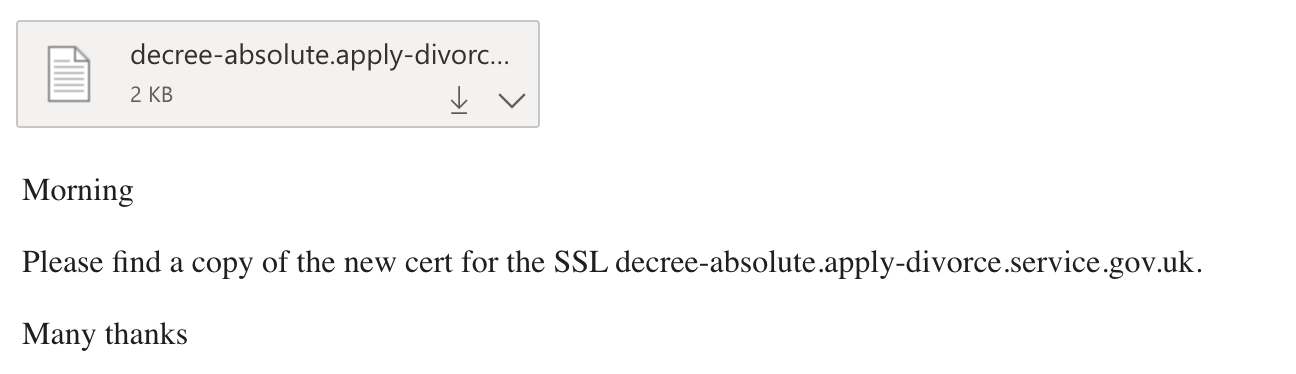 decree-absolute.apply-divorc...
2 KB
Morning
Please find a copy of the new cert for the SSL decree-absolute.apply-divorce.service.gov.uk.
Many thanks